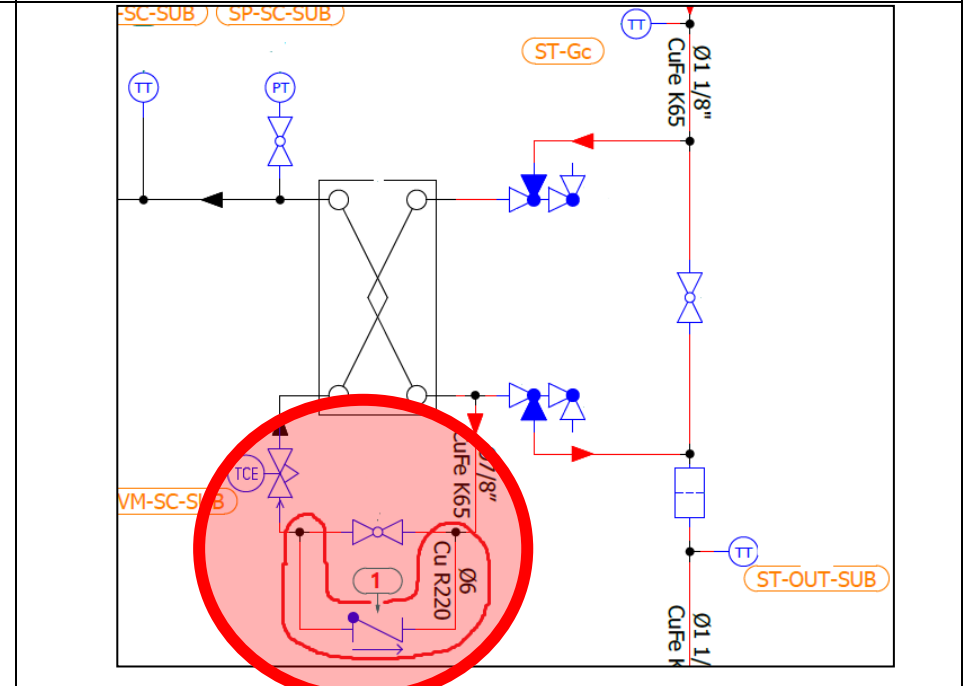 -SC-SUB
SP-SC-SUB
TT
ST-Gc
Ø1 1/8"
CuFe K65
TT
PT
TCE
VM-SC-SUB
Ø7/8"
CuFe K65
1
Ø6
Cu R220
TT
ST-OUT-SUB
Ø1 1/
CuFe K